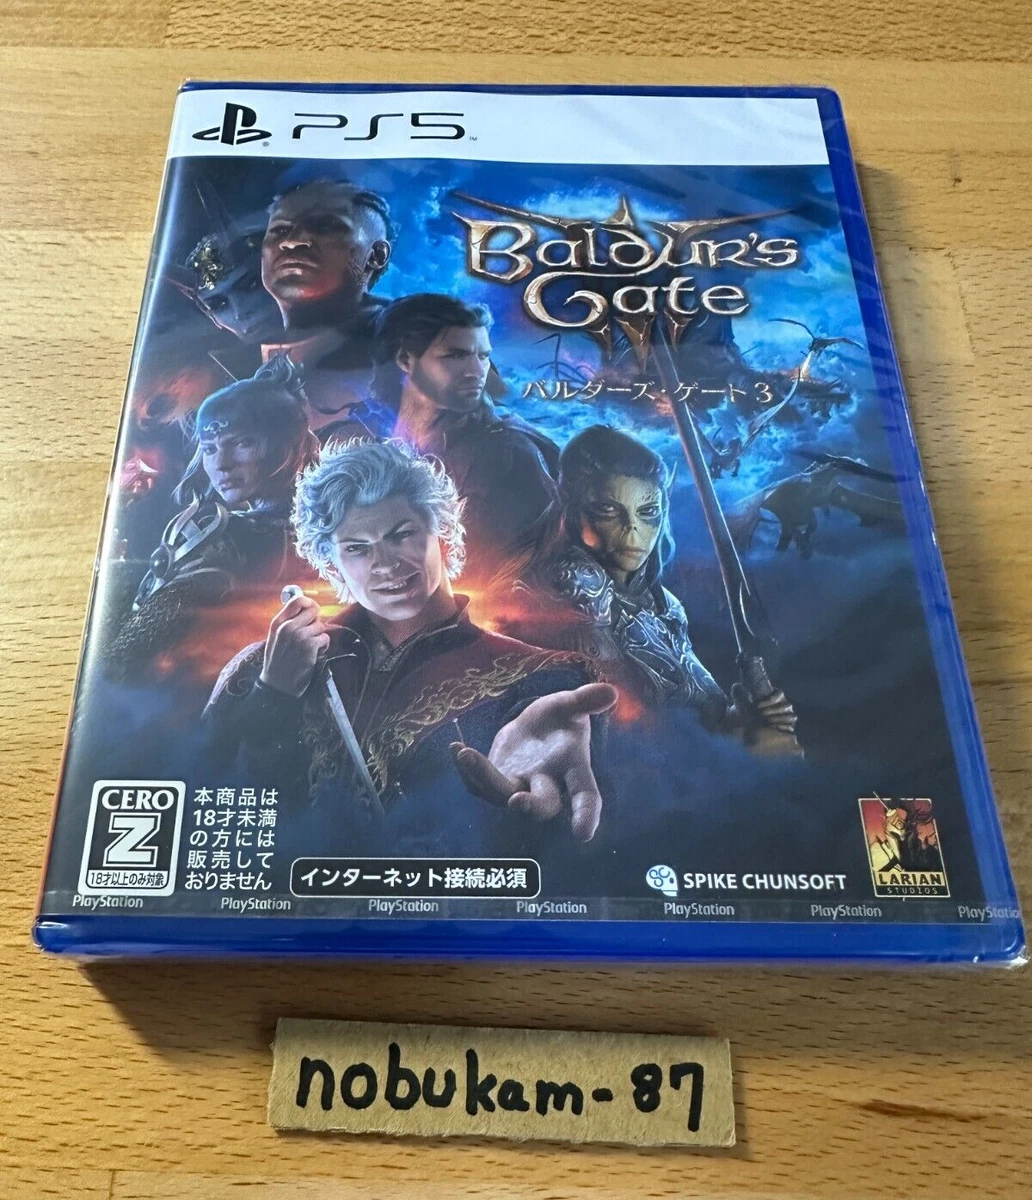 PS5™
Baldur's
Gate
III
バルダーズ・ゲート3
CERO
Z
18才以上のみ対象
本商品は
18才未満
の方には
販売して
おりません
インターネット接続必須
SPIKE CHUNSOFT
LARIAN
STUDIOS
PlayStation PlayStation PlayStation PlayStation PlayStation PlayStation PlayStation
nobukam-87